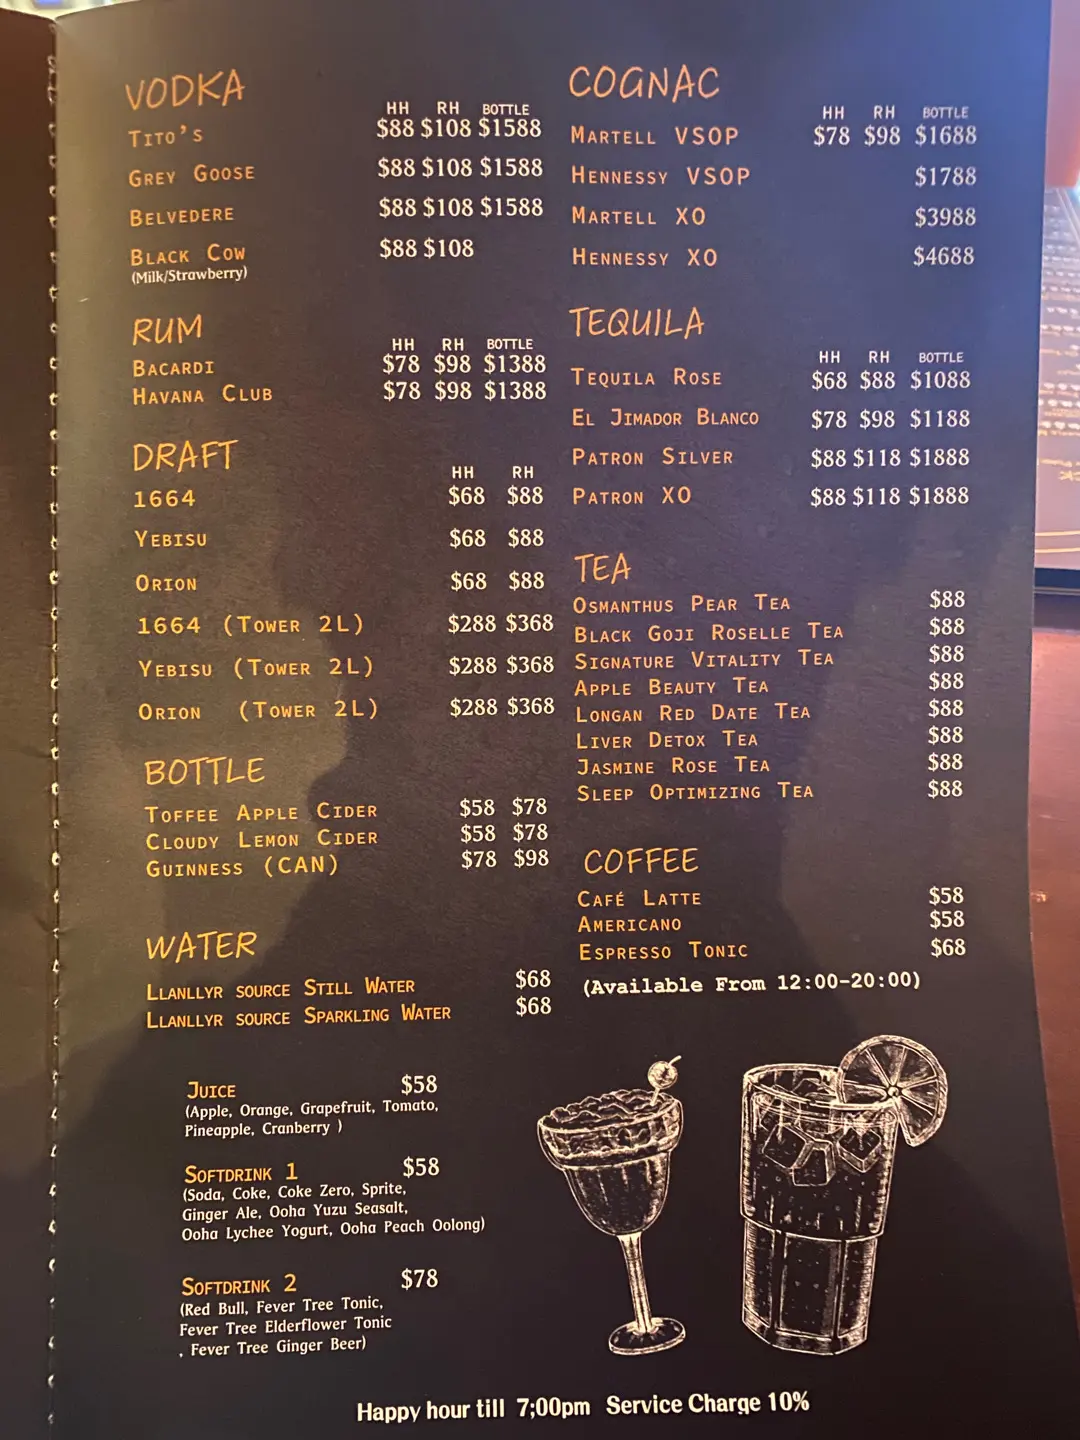 VODKA
HH RH BOTTLE
TITO'S $88 $108 $1588
GREY GOOSE $88 $108 $1588
BELVEDERE $88 $108 $1588
BLACK COW $88 $108
(Milk/Strawberry)
RUM
HH RH BOTTLE
BACARDI $78 $98 $1388
HAVANA CLUB $78 $98 $1388
DRAFT
HH RH
1664 $68 $88
YEBISU $68 $88
ORION $68 $88
1664 (TOWER 2L) $288 $368
YEBISU (TOWER 2L) $288 $368
ORION (TOWER 2L) $288 $368
BOTTLE
TOFFEE APPLE CIDER $58 $78
CLOUDY LEMON CIDER $58 $78
GUINNESS (CAN) $78 $98
WATER
LLANLLYR SOURCE STILL WATER $68
LLANLLYR SOURCE SPARKLING WATER $68
JUICE $58
(Apple, Orange, Grapefruit, Tomato,
Pineapple, Cranberry )
SOFTDRINK 1 $58
(Soda, Coke, Coke Zero, Sprite,
Ginger Ale, Ooha Yuzu Seasalt,
Ooha Lychee Yogurt, Ooha Peach Oolong)
SOFTDRINK 2 $78
(Red Bull, Fever Tree Tonic,
Fever Tree Elderflower Tonic
, Fever Tree Ginger Beer)
COGNAC
HH RH BOTTLE
MARTELL VSOP $78 $98 $1688
HENNESSY VSOP $1788
MARTELL XO $3988
HENNESSY XO $4688
TEQUILA
HH RH BOTTLE
TEQUILA ROSE $68 $88 $1088
EL JIMADOR BLANCO $78 $98 $1188
PATRON SILVER $88 $118 $1888
PATRON XO $88 $118 $1888
TEA
OSMANTHUS PEAR TEA $88
BLACK GOJI ROSELLE TEA $88
SIGNATURE VITALITY TEA $88
APPLE BEAUTY TEA $88
LONGAN RED DATE TEA $88
LIVER DETOX TEA $88
JASMINE ROSE TEA $88
SLEEP OPTIMIZING TEA $88
COFFEE
CAFÉ LATTE $58
AMERICANO $58
ESPRESSO TONIC $68
(Available From 12:00-20:00)
Happy hour till 7;00pm Service Charge 10%